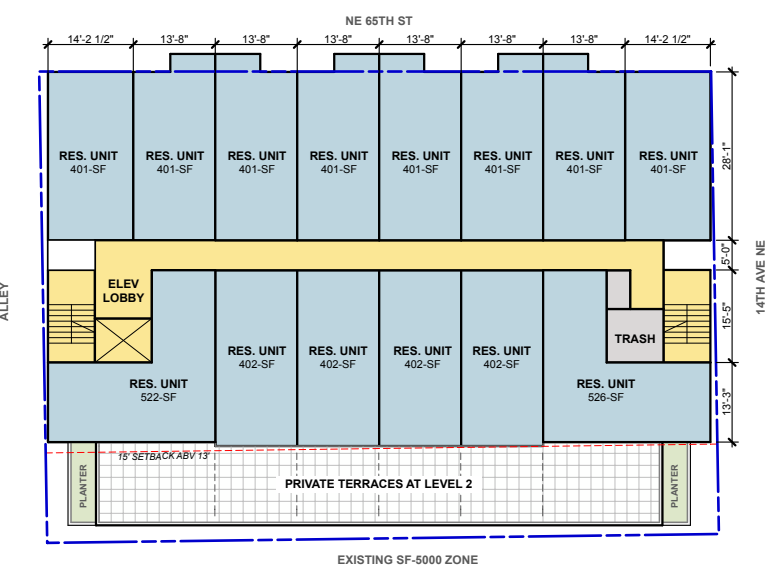 NE 65TH ST
14'-2 1/2" 13'-8" 13'-8" 13'-8" 13'-8" 13'-8" 13'-8" 14'-2 1/2"
RES. UNIT RES. UNIT RES. UNIT RES. UNIT RES. UNIT RES. UNIT RES. UNIT RES. UNIT
401-SF 401-SF 401-SF 401-SF 401-SF 401-SF 401-SF 401-SF
28'-1"
5'-0"
15'-5"
13'-3"
14TH AVE NE
ALLEY
ELEV
LOBBY
TRASH
RES. UNIT RES. UNIT RES. UNIT RES. UNIT
402-SF 402-SF 402-SF 402-SF
RES. UNIT
522-SF
RES. UNIT
526-SF
15' SETBACK ABV 13'
PLANTER
PRIVATE TERRACES AT LEVEL 2
PLANTER
EXISTING SF-5000 ZONE